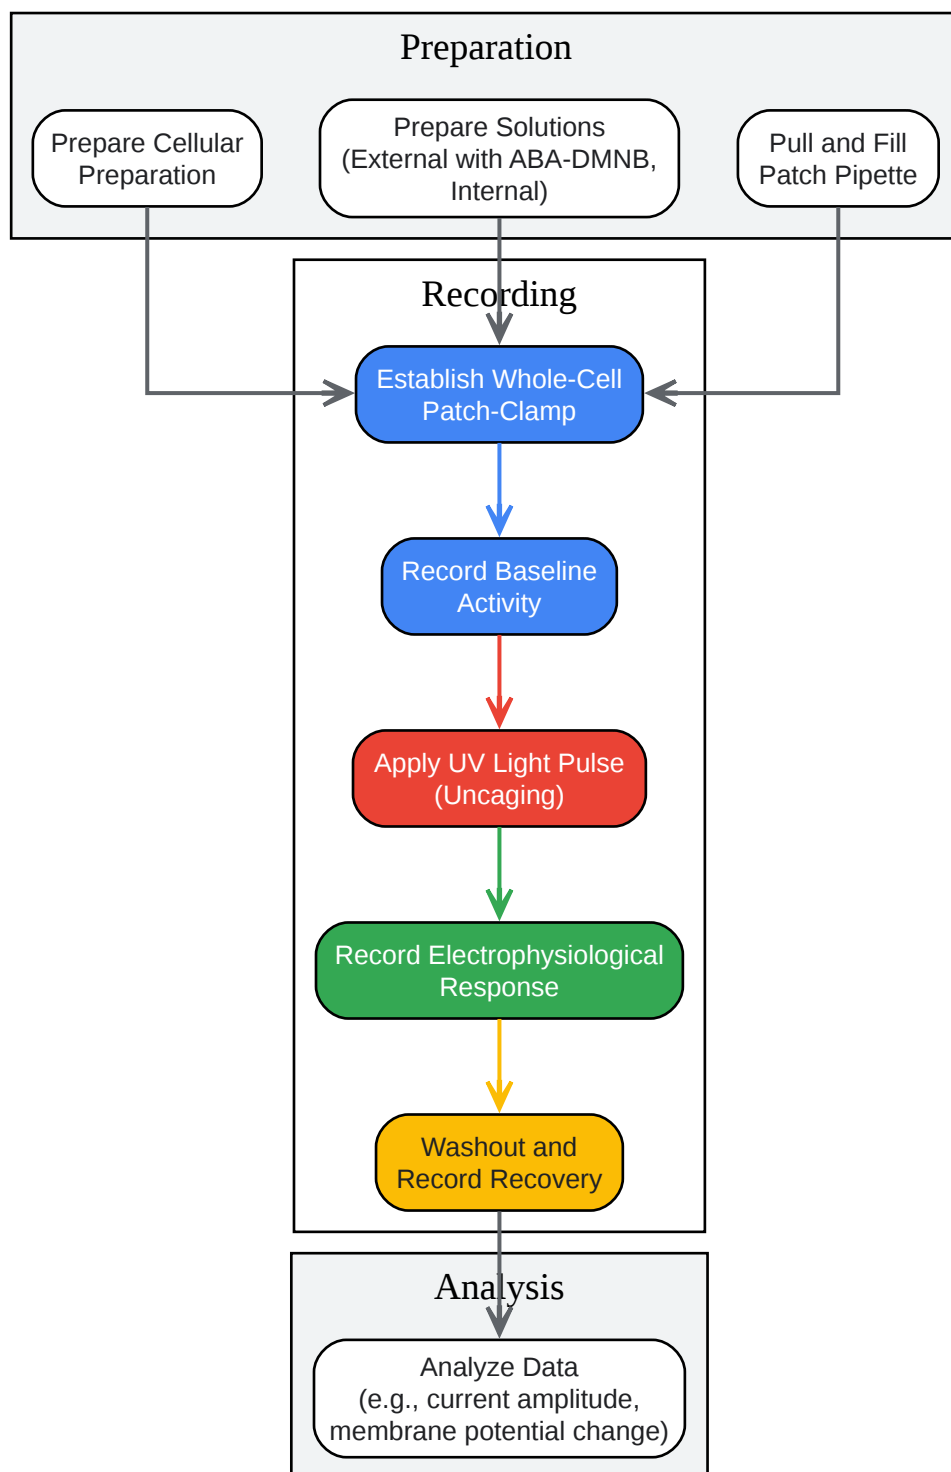 Preparation
Prepare Cellular
Preparation
Prepare Solutions
(External with ABA-DMNB,
Internal)
Pull and Fill
Patch Pipette
Recording
Establish Whole-Cell
Patch-Clamp
Record Baseline
Activity
Apply UV Light Pulse
(Uncaging)
Record Electrophysiological
Response
Washout and
Record Recovery
Analysis
Analyze Data
(e.g., current amplitude,
membrane potential change)